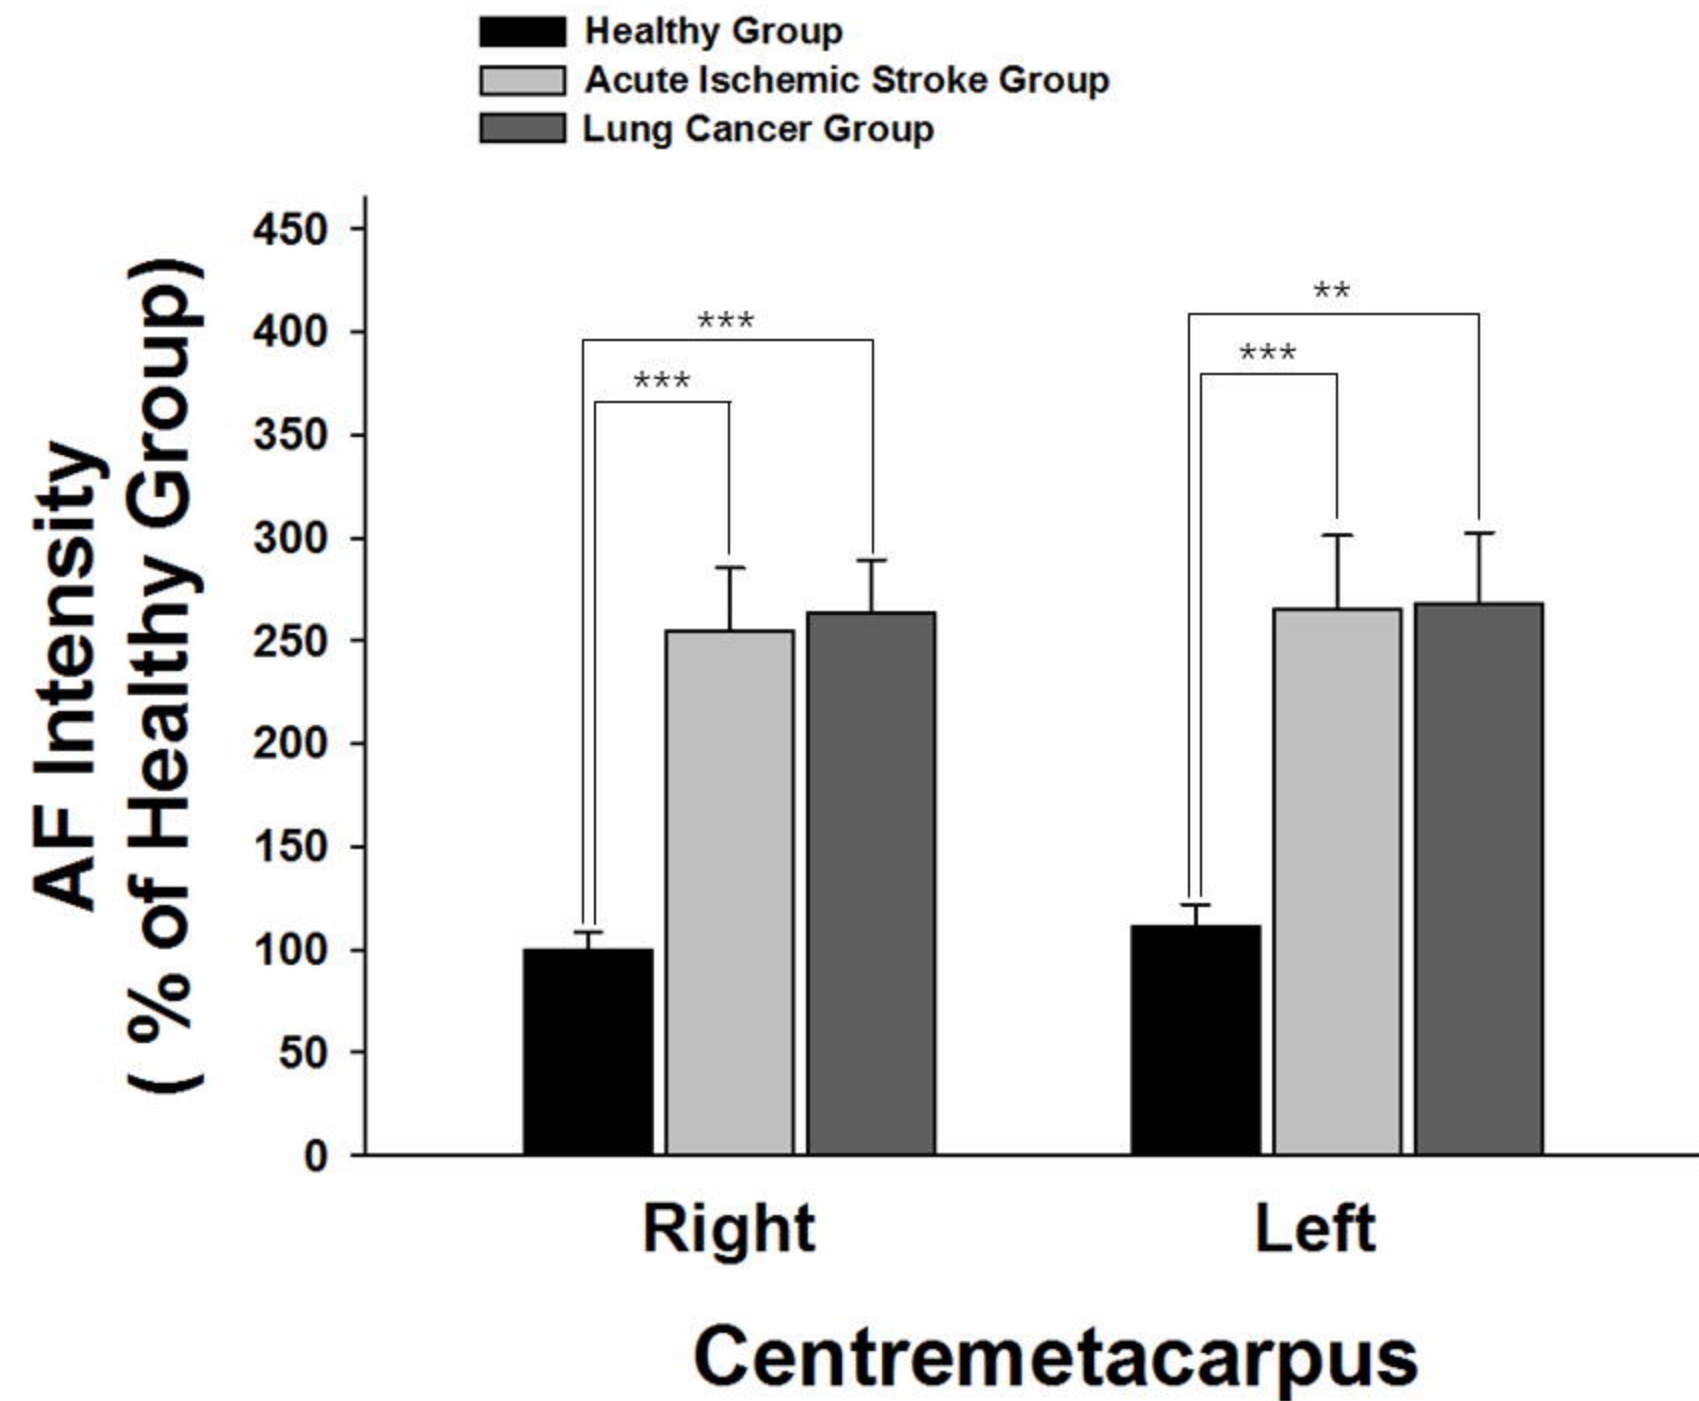 Healthy Group
Acute Ischemic Stroke Group
Lung Cancer Group
AF Intensity
( % of Healthy Group)
450
400
350
300
250
200
150
100
50
0
***
***
**
***
Right
Left
Centremetacarpus